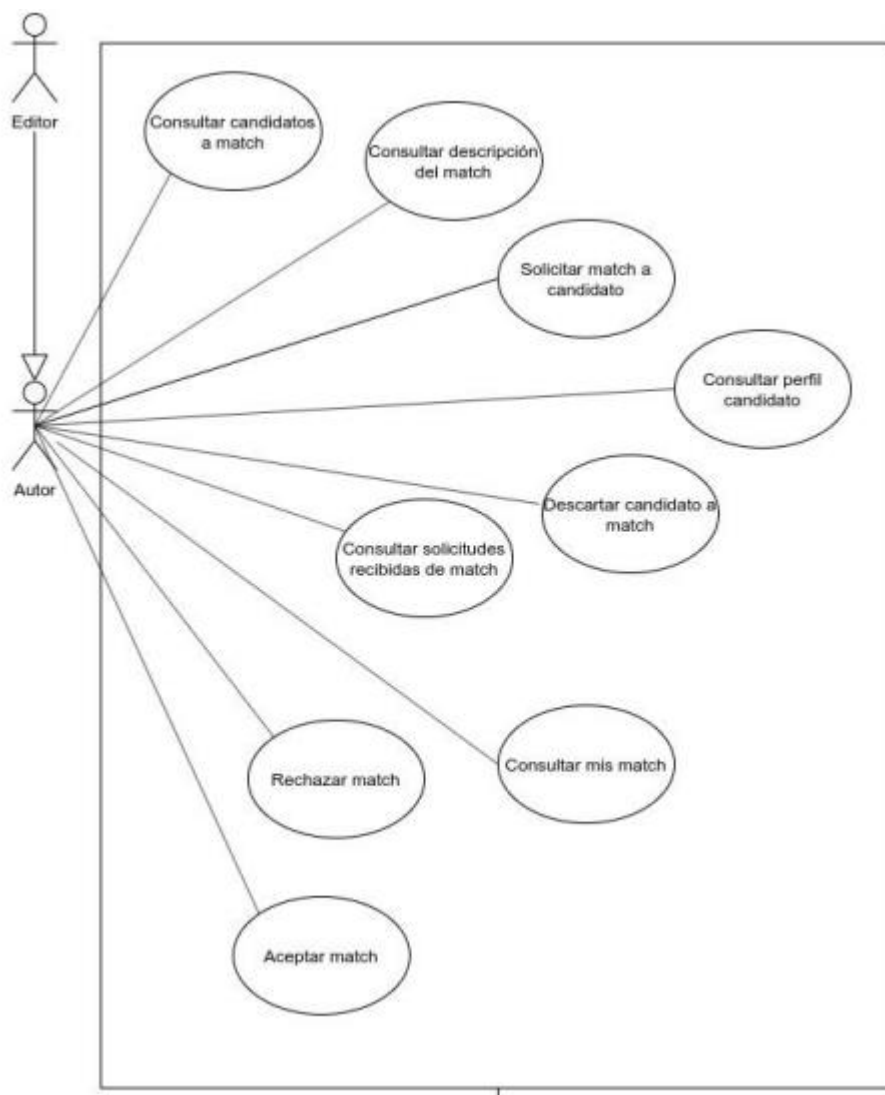 Editor
Consultar candidatos
a match
Consultar descripción
del match
Solicitar match a
candidato
Consultar perfil
candidato
Autor
Descartar candidato a
match
Consultar solicitudes
recibidas de match
Rechazar match
Consultar mis match
Aceptar match